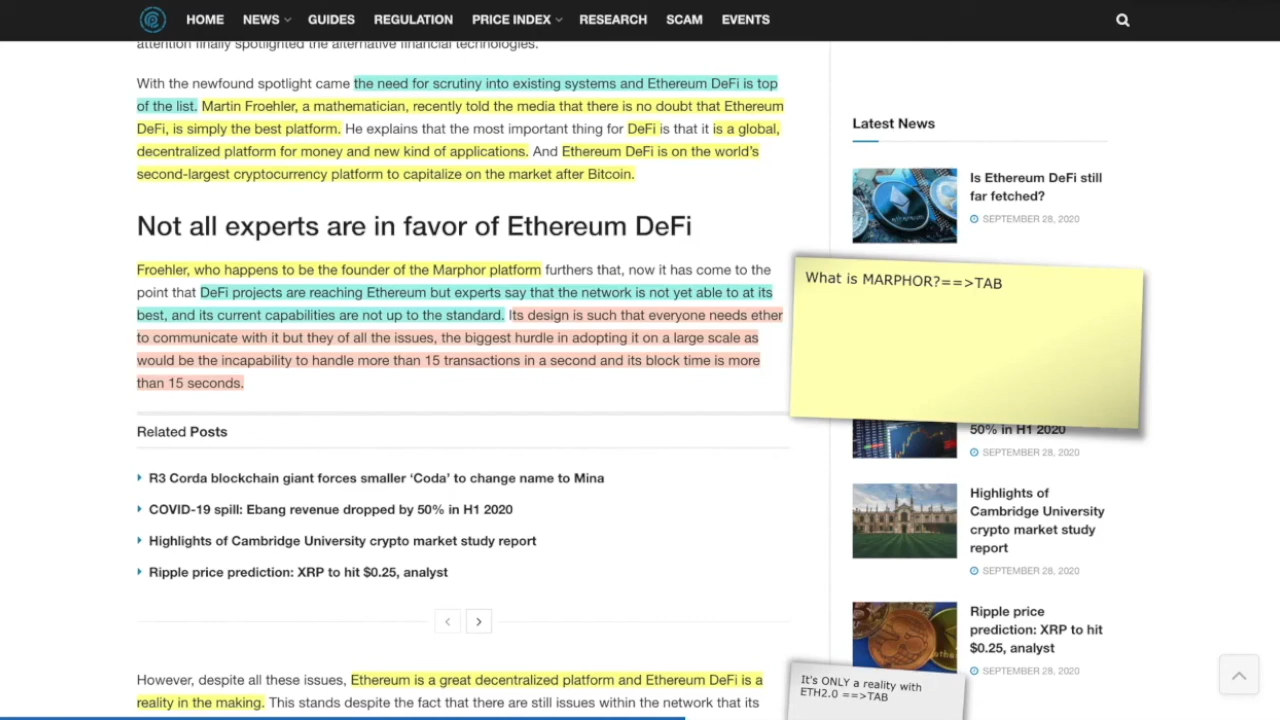 HOME NEWS GUIDES REGULATION PRICE INDEX RESEARCH SCAM EVENTS
attention finally spotlighted the alternative financial technologies.
With the newfound spotlight came the need for scrutiny into existing systems and Ethereum DeFi is top
of the list. Martin Froehler, a mathematician, recently told the media that there is no doubt that Ethereum
DeFi, is simply the best platform. He explains that the most important thing for DeFi is that it is a global,
decentralized platform for money and new kind of applications. And Ethereum DeFi is on the world's
second-largest cryptocurrency platform to capitalize on the market after Bitcoin.
Not all experts are in favor of Ethereum DeFi
Froehler, who happens to be the founder of the Marphor platform furthers that, now it has come to the
point that DeFi projects are reaching Ethereum but experts say that the network is not yet able to at its
best, and its current capabilities are not up to the standard. Its design is such that everyone needs ether
to communicate with it but they of all the issues, the biggest hurdle in adopting it on a large scale as
would be the incapability to handle more than 15 transactions in a second and its block time is more
than 15 seconds.
Related Posts
R3 Corda blockchain giant forces smaller 'Coda' to change name to Mina
COVID-19 spill: Ebang revenue dropped by 50% in H1 2020
Highlights of Cambridge University crypto market study report
Ripple price prediction: XRP to hit $0.25, analyst
However, despite all these issues, Ethereum is a great decentralized platform and Ethereum DeFi is a
reality in the making. This stands despite the fact that there are still issues within the network that its
Latest News
Is Ethereum DeFi still
far fetched?
SEPTEMBER 28, 2020
What is MARPHOR?==>TAB
50% in H1 2020
SEPTEMBER 28, 2020
Highlights of
Cambridge University
crypto market study
report
SEPTEMBER 28, 2020
Ripple price
prediction: XRP to hit
$0.25, analyst
SEPTEMBER 28, 2020
It's ONLY a reality with
ETH2.0 ==>TAB